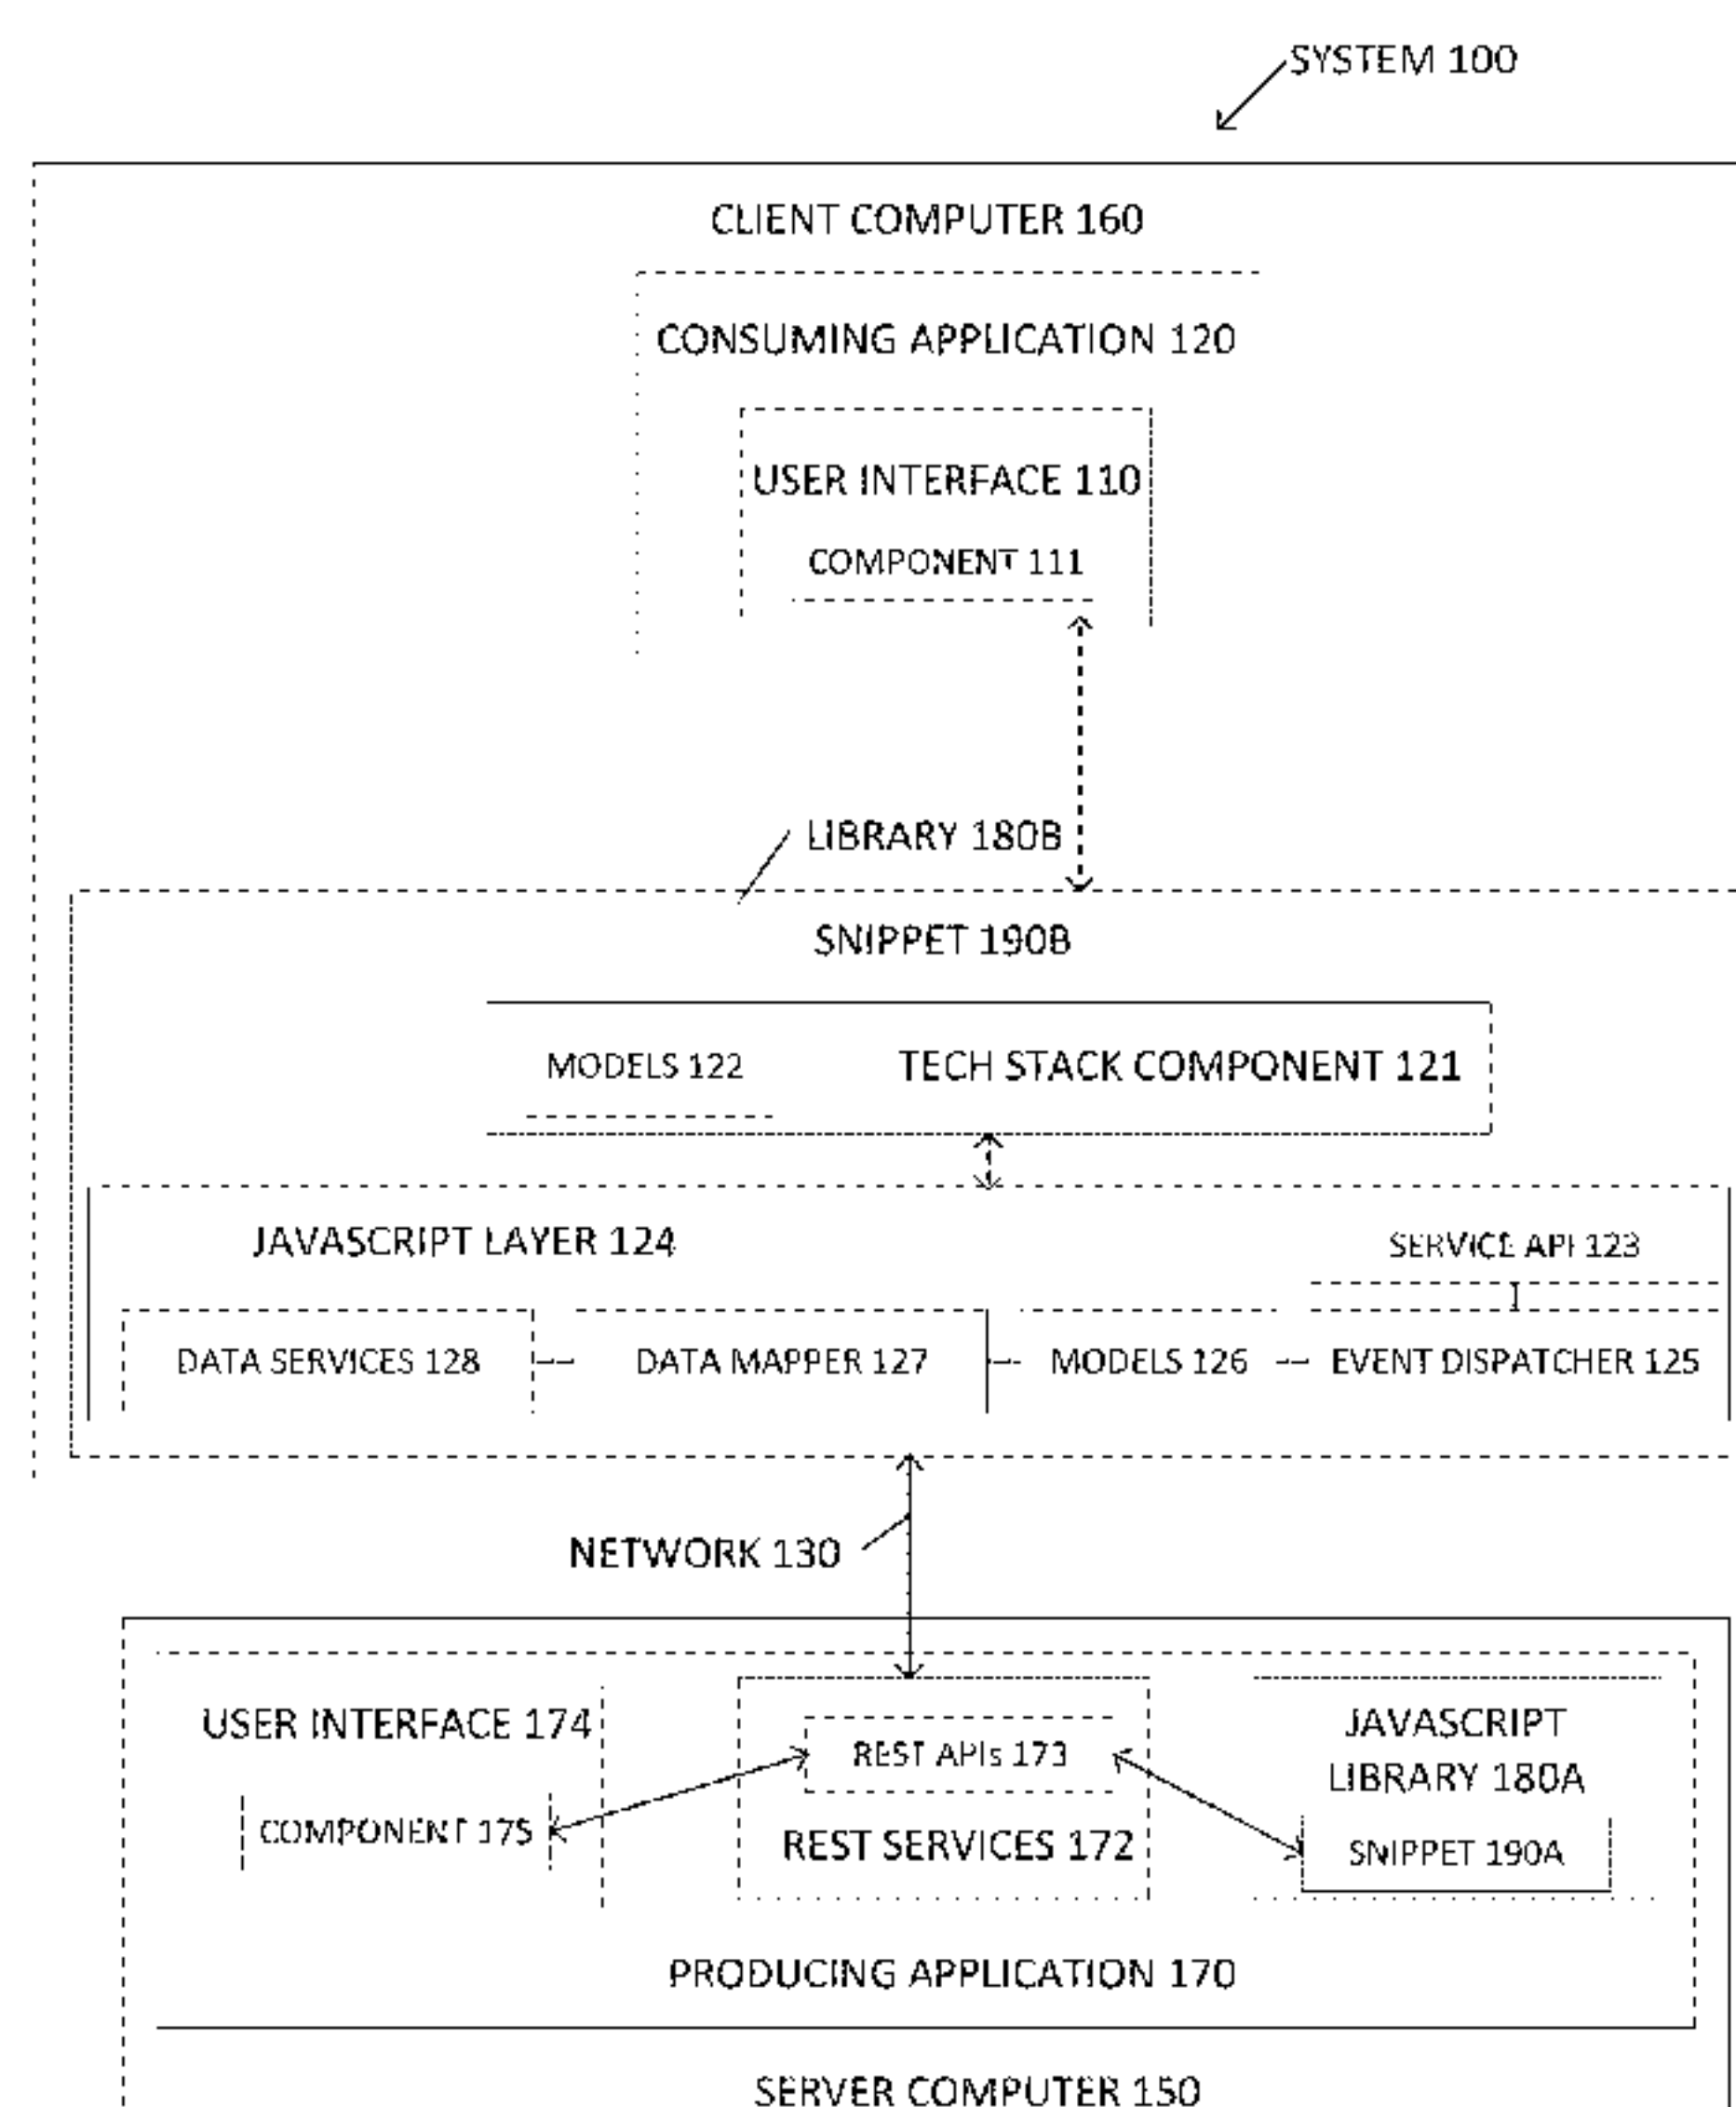 SYSTEM 100
CLIENT COMPUTER 160
CONSUMING APPLICATION 120
USER INTERFACE 110
COMPONENT 111
LIBRARY 180B
SNIPPET 190B
MODELS 122
TECH STACK COMPONENT 121
JAVASCRIPT LAYER 124
SERVICE API 123
DATA SERVICES 128
DATA MAPPER 127
MODELS 126
EVENT DISPATCHER 125
NETWORK 130
USER INTERFACE 174
COMPONENT 175
REST APIs 173
REST SERVICES 172
JAVASCRIPT
LIBRARY 180A
SNIPPET 190A
PRODUCING APPLICATION 170
SERVER COMPUTER 150